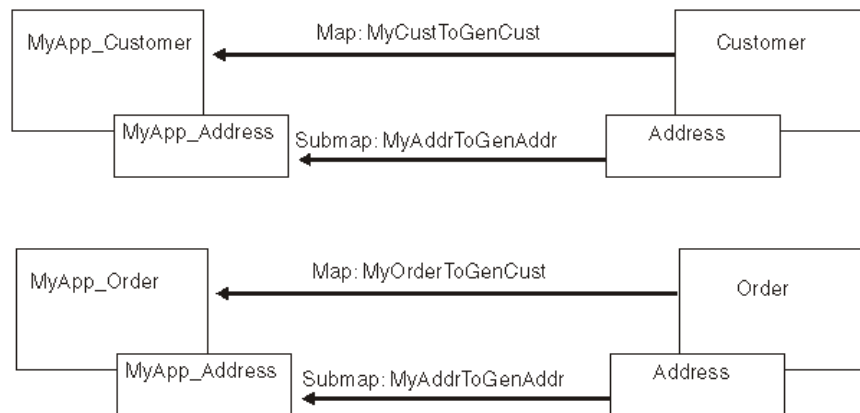 Map: MyCustToGenCust
MyApp_Customer
Customer
MyApp_Address
Submap: MyAddrToGenAddr
Address
Map: MyOrderToGenCust
MyApp_Order
Order
MyApp_Address
Submap: MyAddrToGenAddr
Address